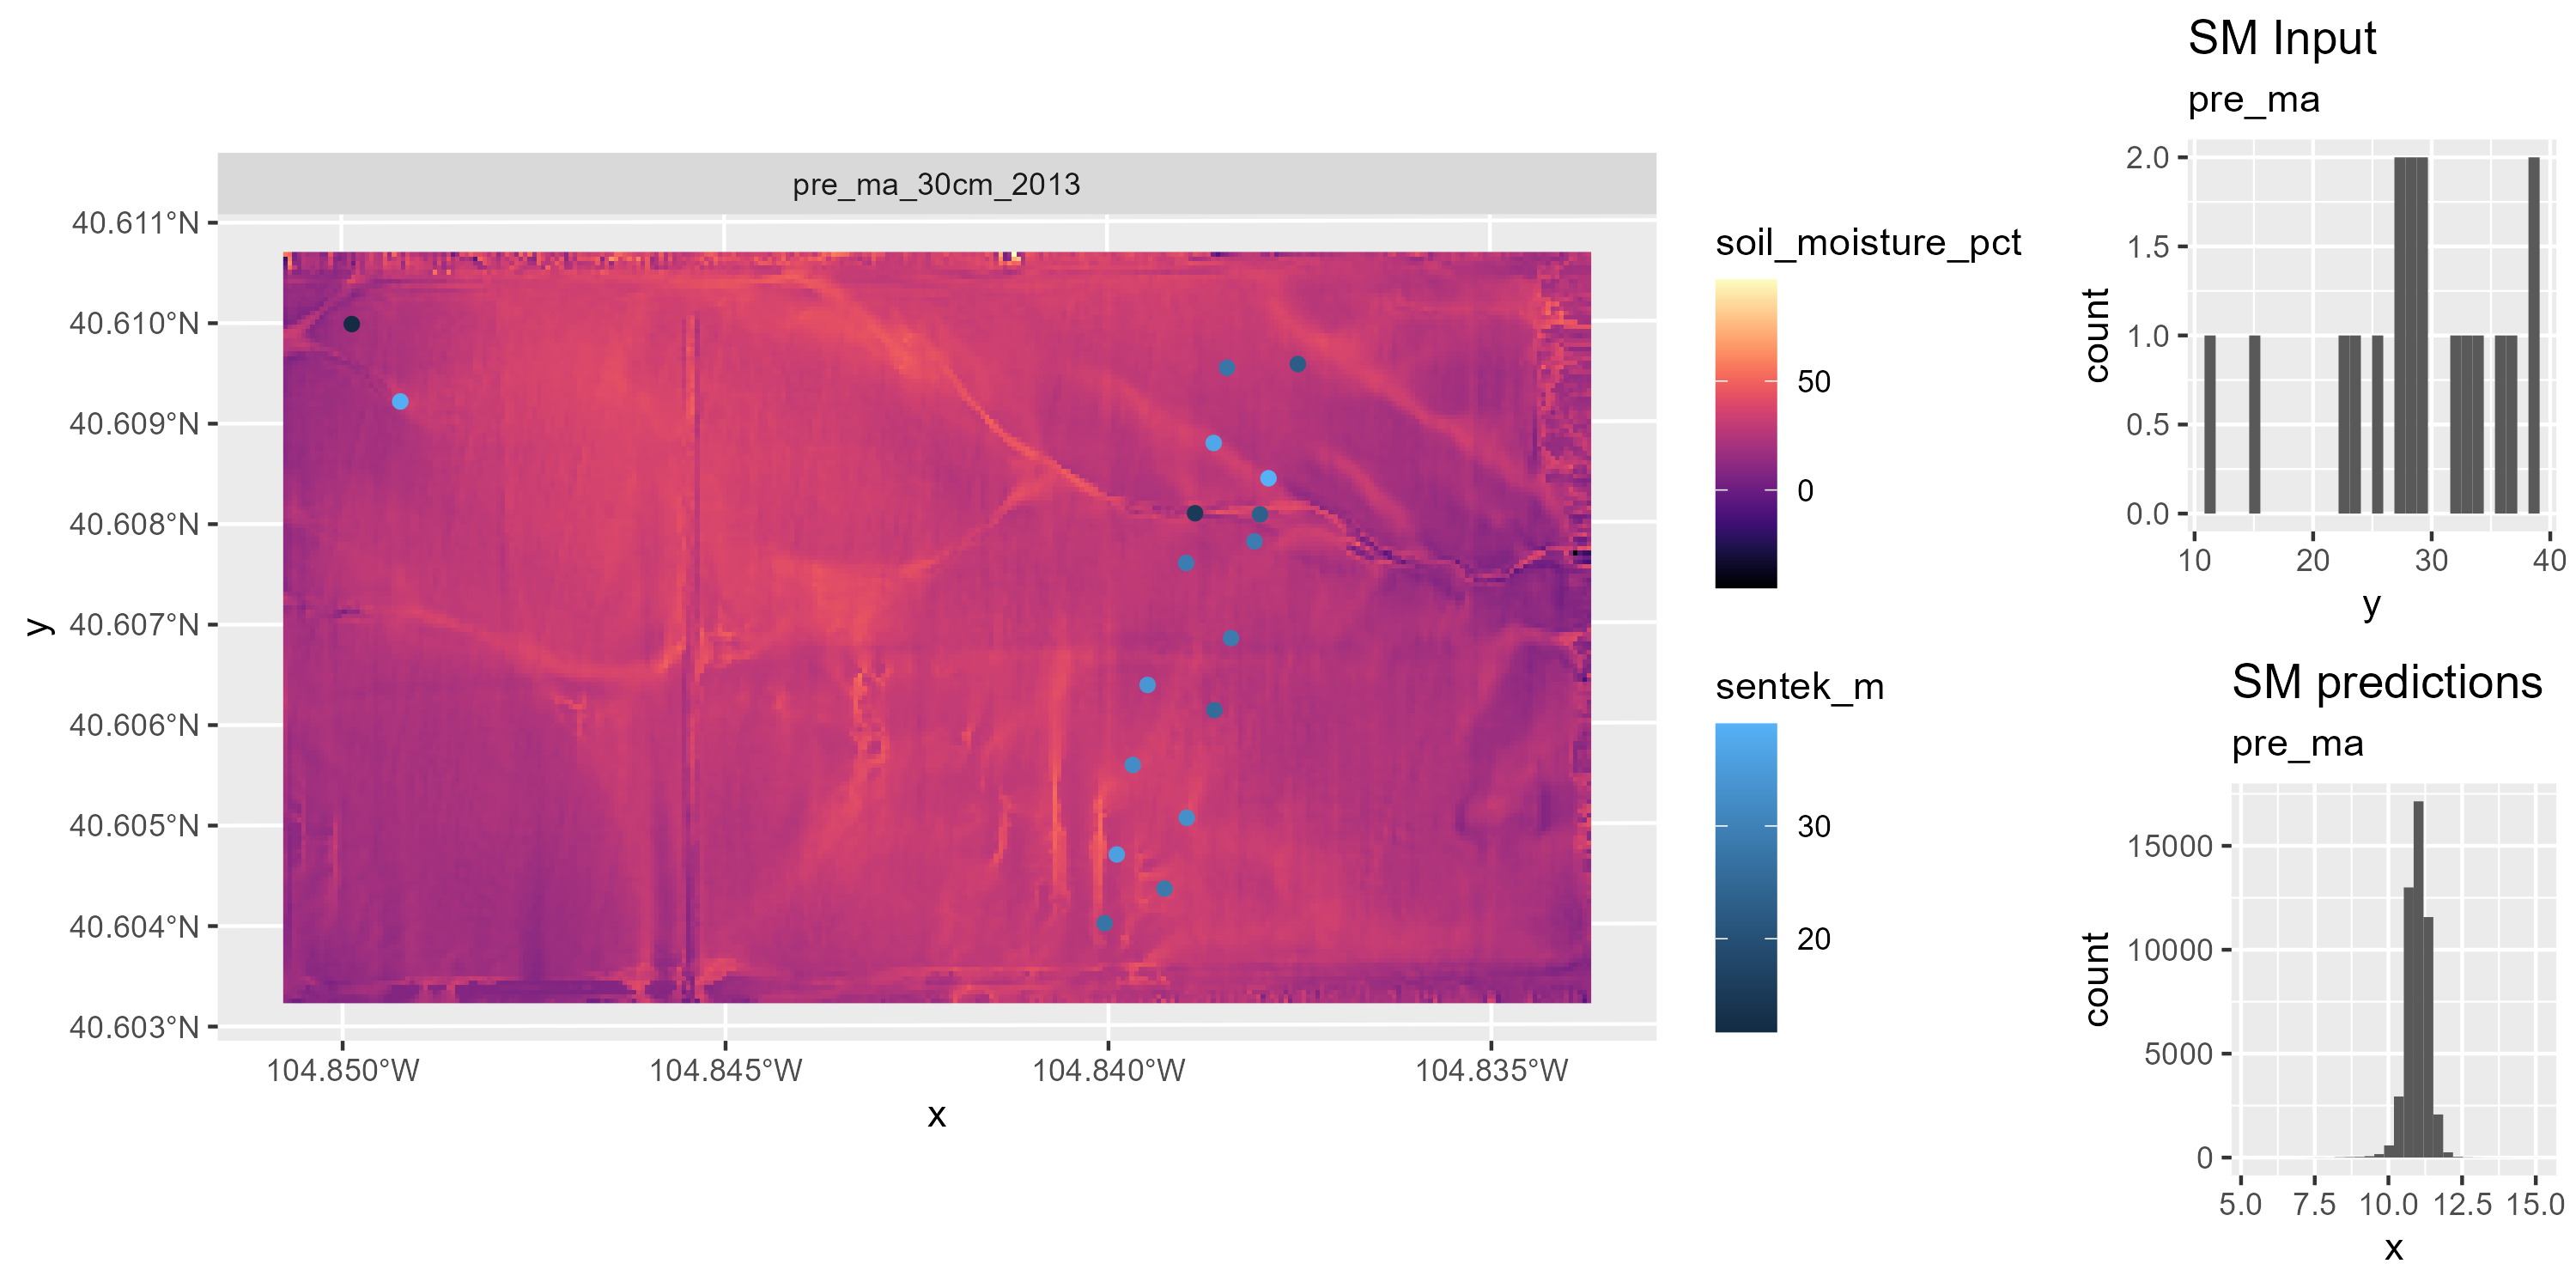 pre_ma_30cm_2013
40.611°N
40.610°N
40.609°N
40.608°N
40.607°N
40.606°N
40.605°N
40.604°N
40.603°N
y
104.850°W 104.845°W 104.840°W 104.835°W
x
soil_moisture_pct
50
0
sentek_m
30
20
SM Input
pre_ma
count
2.0
1.5
1.0
0.5
0.0
10 20 30 40
y
SM predictions
pre_ma
count
15000
10000
5000
0
5.0 7.5 10.0 12.5 15.0
x